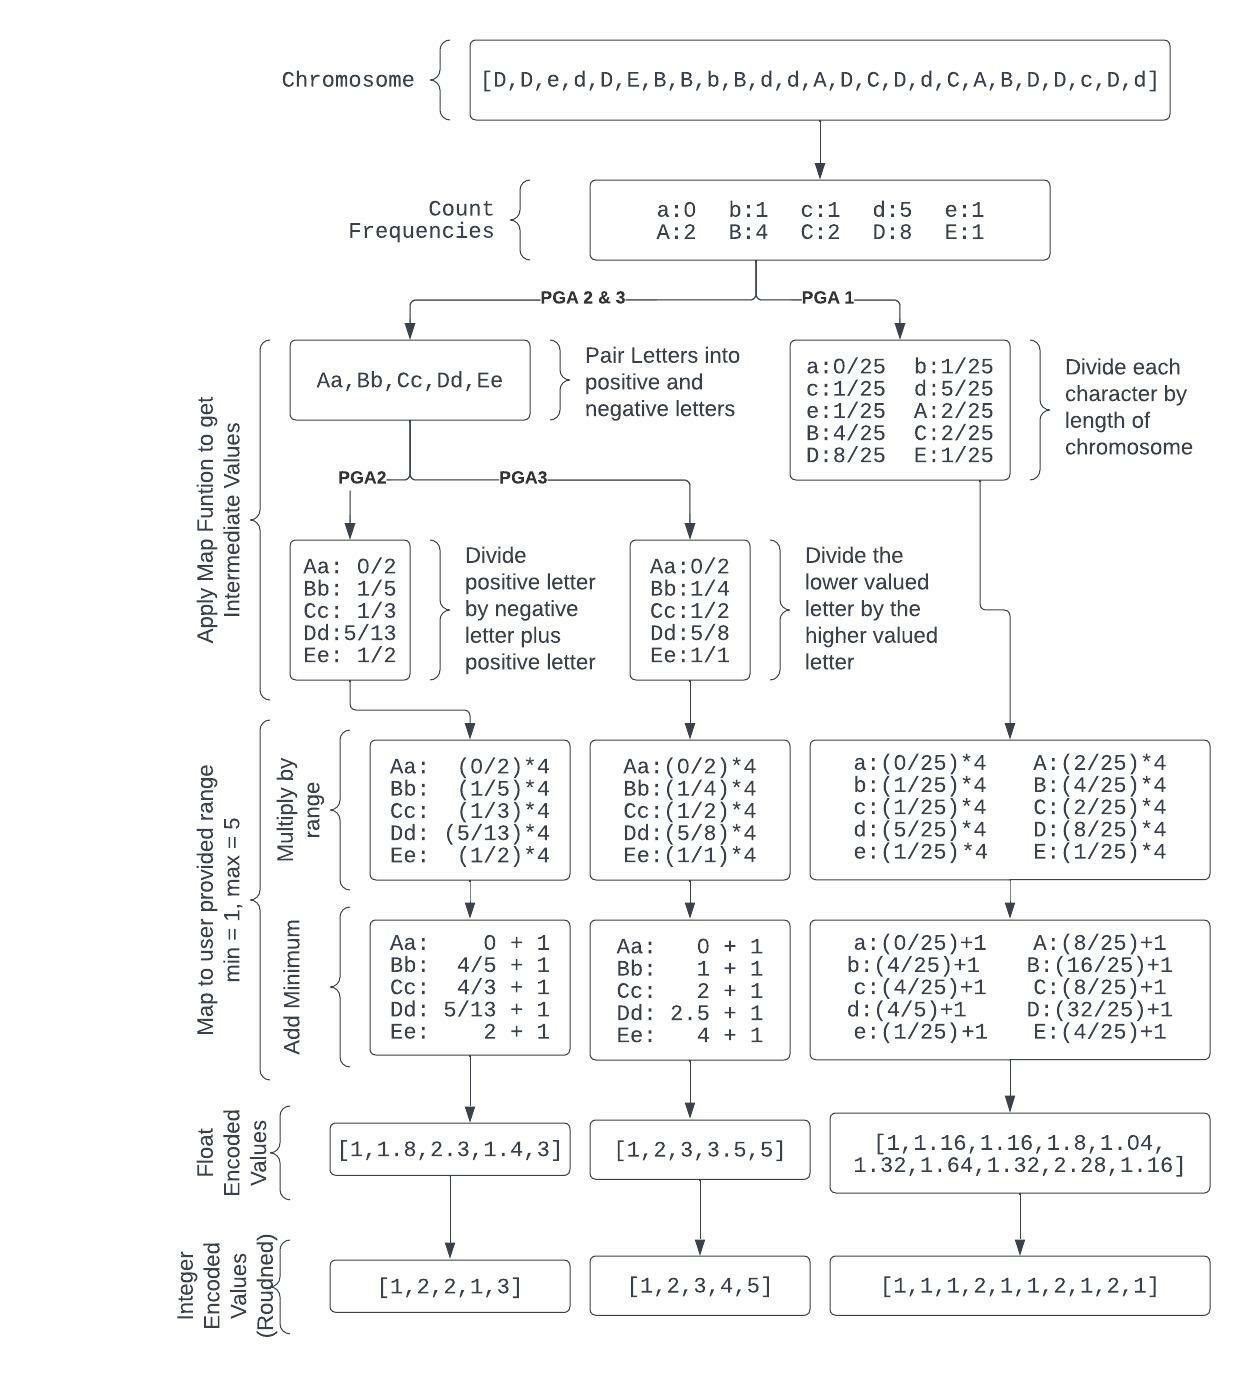 Chromosome
[D,D,e,d,D,E,B,B,b,B,d,d,A,D,C,D,d,C,A,B,D,D,c,D,d]
Count
Frequencies
a:0 b:1 c:1 d:5 e:1
A:2 B:4 C:2 D:8 E:1
PGA 2 & 3
PGA 1
Apply Map Funtion to get
Intermediate Values
Aa,Bb,Cc,Dd,Ee
Pair Letters into
positive and
negative letters
a:0/25 b:1/25
c:1/25 d:5/25
e:1/25 A:2/25
B:4/25 C:2/25
D:8/25 E:1/25
Divide each
character by
length of
chromosome
PGA2
PGA3
Aa: 0/2
Bb: 1/5
Cc: 1/3
Dd:5/13
Ee: 1/2
Divide
positive letter
by negative
letter plus
positive letter
Aa:0/2
Bb:1/4
Cc:1/2
Dd:5/8
Ee:1/1
Divide the
lower valued
letter by the
higher valued
letter
Map to user provided range
min = 1, max = 5
Multiply by
range
Aa: (0/2)*4
Bb: (1/5)*4
Cc: (1/3)*4
Dd: (5/13)*4
Ee: (1/2)*4
Aa:(0/2)*4
Bb:(1/4)*4
Cc:(1/2)*4
Dd:(5/8)*4
Ee:(1/1)*4
a:(0/25)*4 A:(2/25)*4
b:(1/25)*4 B:(4/25)*4
c:(1/25)*4 C:(2/25)*4
d:(5/25)*4 D:(8/25)*4
e:(1/25)*4 E:(1/25)*4
Add Minimum
Aa: 0 + 1
Bb: 4/5 + 1
Cc: 4/3 + 1
Dd: 5/13 + 1
Ee: 2 + 1
Aa: 0 + 1
Bb: 1 + 1
Cc: 2 + 1
Dd: 2.5 + 1
Ee: 4 + 1
a:(0/25)+1 A:(8/25)+1
b:(4/25)+1 B:(16/25)+1
c:(4/25)+1 C:(8/25)+1
d:(4/5)+1 D:(32/25)+1
e:(1/25)+1 E:(4/25)+1
Float
Encoded
Values
[1,1.8,2.3,1.4,3]
[1,2,3,3.5,5]
[1,1.16,1.16,1.8,1.04,
1.32,1.64,1.32,2.28,1.16]
Integer
Encoded
Values
(Roudned)
[1,2,2,1,3]
[1,2,3,4,5]
[1,1,1,2,1,1,2,1,2,1]